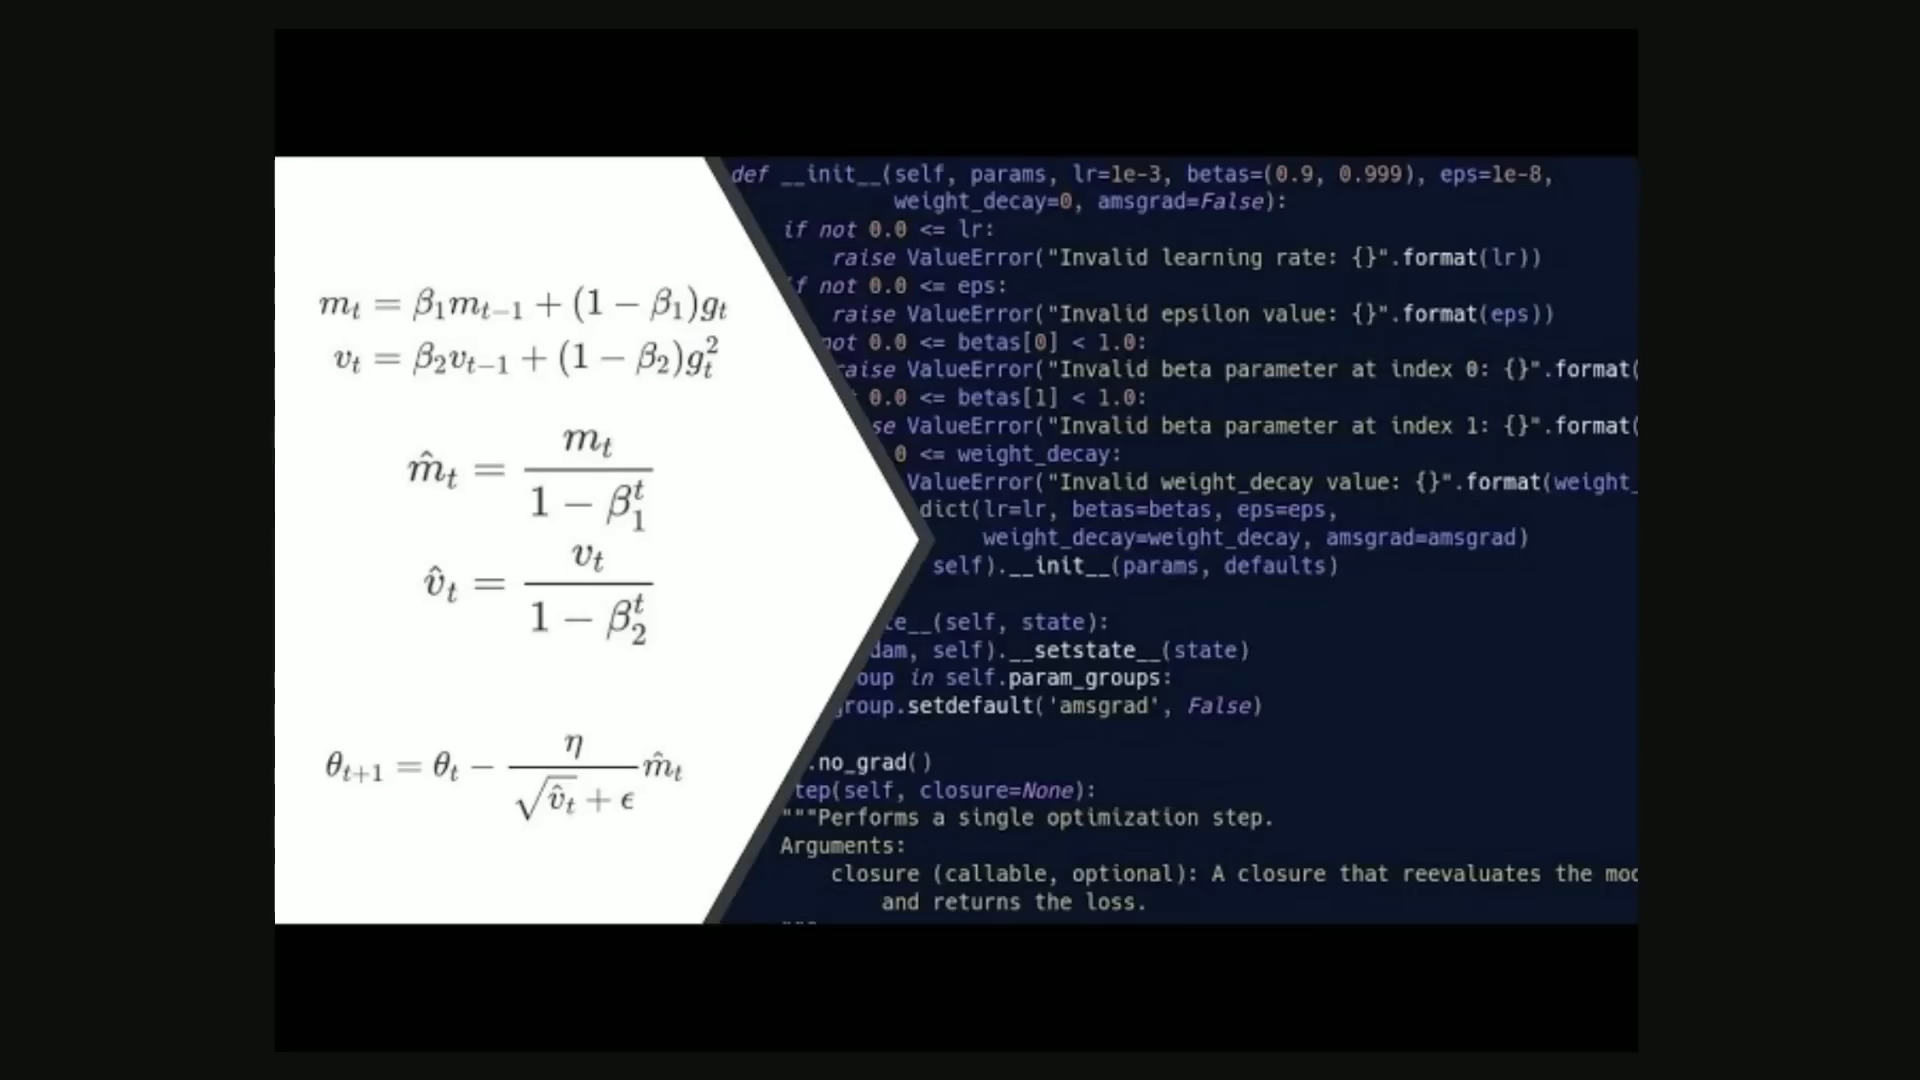 m_t = β_1 m_{t-1} + (1 − β_1)g_t
v_t = β_2 v_{t-1} + (1 − β_2)g_t^2
m̂_t = m_t / (1 − β_1^t)
v̂_t = v_t / (1 − β_2^t)
θ_{t+1} = θ_t − η / (√v̂_t + ϵ) m̂_t
def __init__(self, params, lr=1e-3, betas=(0.9, 0.999), eps=1e-8,
weight_decay=0, amsgrad=False):
if not 0.0 <= lr:
raise ValueError("Invalid learning rate: {}".format(lr))
if not 0.0 <= eps:
raise ValueError("Invalid epsilon value: {}".format(eps))
not 0.0 <= betas[0] < 1.0:
raise ValueError("Invalid beta parameter at index 0: {}".format(
0.0 <= betas[1] < 1.0:
se ValueError("Invalid beta parameter at index 1: {}".format(
0 <= weight_decay:
ValueError("Invalid weight_decay value: {}".format(weight_
dict(lr=lr, betas=betas, eps=eps,
weight_decay=weight_decay, amsgrad=amsgrad)
self).__init__(params, defaults)
te__(self, state):
dam, self).__setstate__(state)
oup in self.param_groups:
group.setdefault('amsgrad', False)
.no_grad()
tep(self, closure=None):
"""Performs a single optimization step.
Arguments:
closure (callable, optional): A closure that reevaluates the mod
and returns the loss.
"""